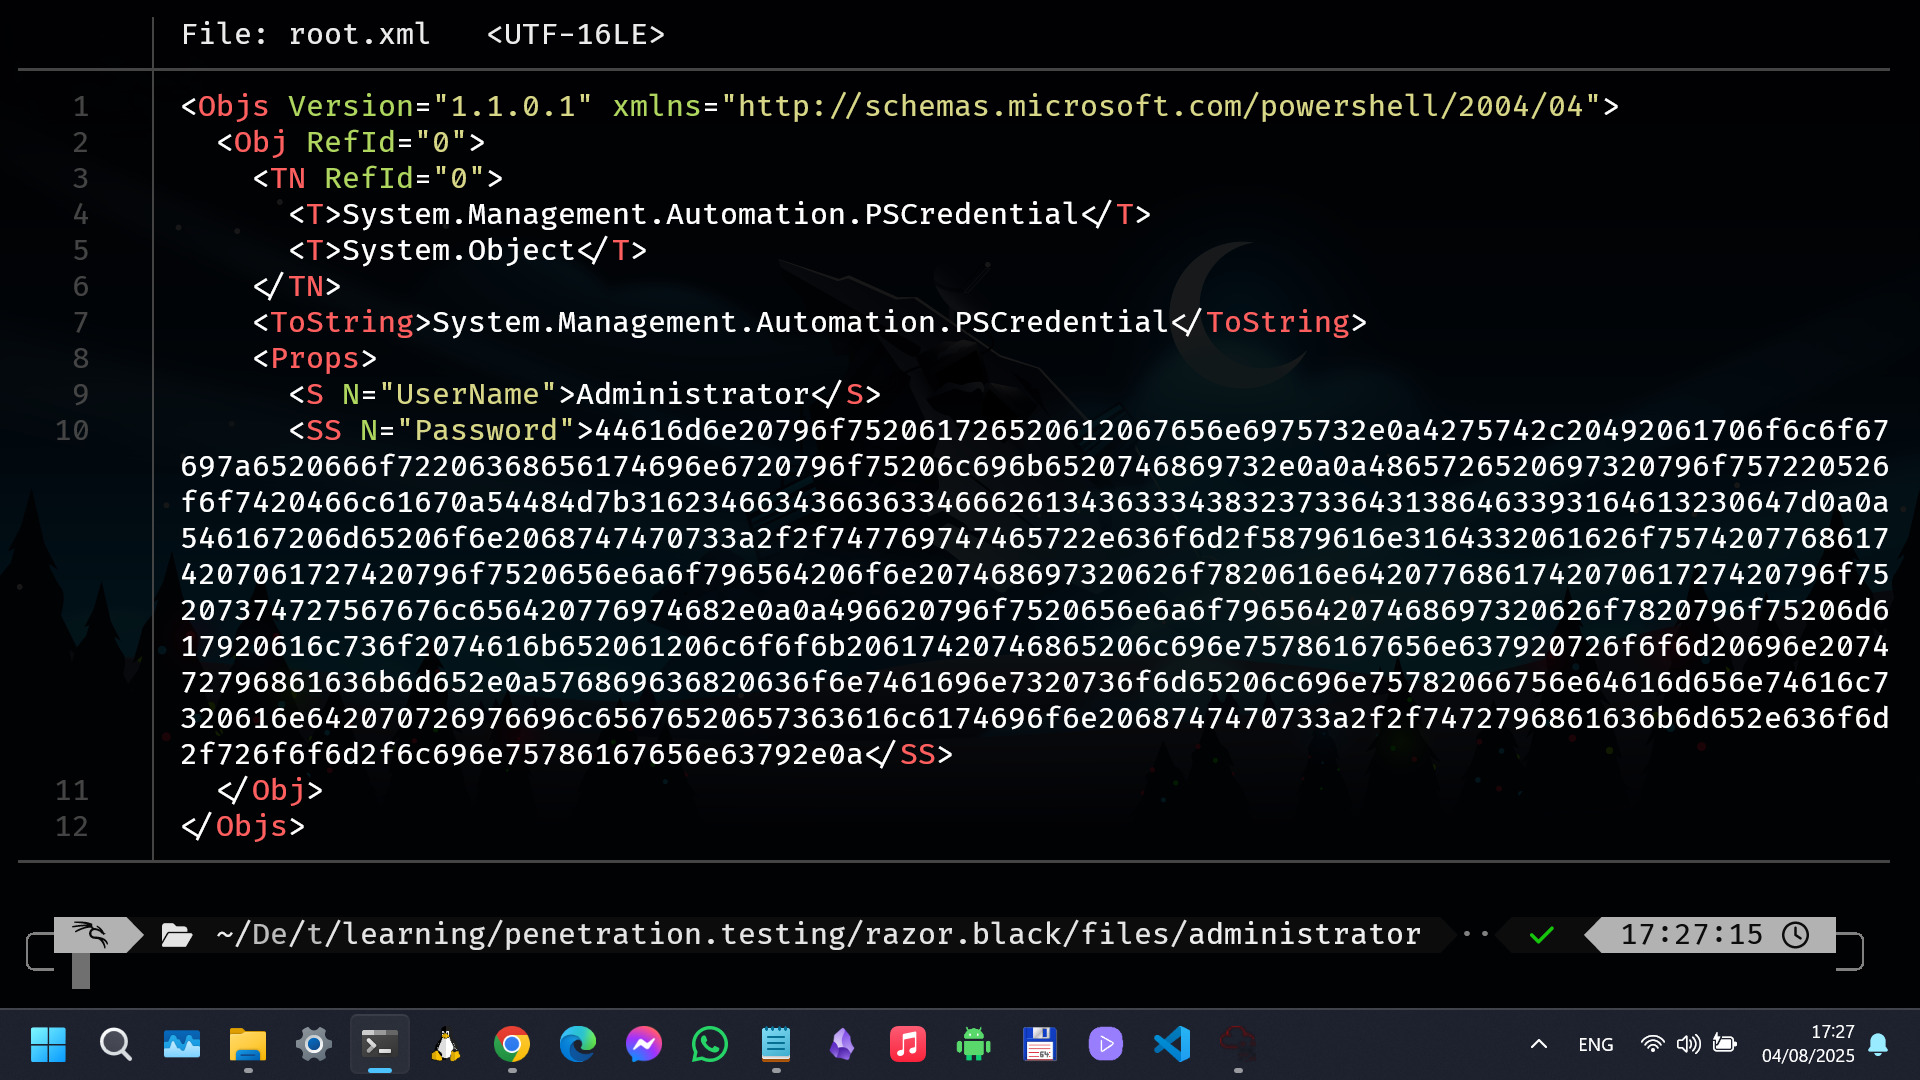 File: root.xml   <UTF-16LE>
1 <Objs Version="1.1.0.1" xmlns="http://schemas.microsoft.com/powershell/2004/04">
2   <Obj RefId="0">
3     <TN RefId="0">
4       <T>System.Management.Automation.PSCredential</T>
5       <T>System.Object</T>
6     </TN>
7     <ToString>System.Management.Automation.PSCredential</ToString>
8     <Props>
9       <S N="UserName">Administrator</S>
10       <SS N="Password">44616d6e20796f752061726520612067656e6975732e0a4275742c20492061706f6c6f67
697a6520666f7220636865617469​6e6720796f75206c696b6520746869732e0a0a4865726520697320796f757220526
f6f7420466c61670a54484d7b31623466343663633466626134363334383237336431386463393164613230647d0a0a
546167206d65206f6e2068747470733a2f2f747769747465722e636f6d2f5879616e3164332061626f7574207768617
4207061727420796f7520656e6a6f796564206f6e207468697320626f7820616e642077686174207061727420796f75
207374727567676c656420776974682e0a0a496620796f7520656e6a6f796564207468697320626f7820796f75206d6
17920616c736f2074616b652061206c6f6f6b20617420746865206c696e75786167656e637920726f6f6d20696e2074
72796861636b6d652e0a576869636820636f6e7461696e7320736f6d65206c696e75782066756e64616d656e74616c7
320616e642070726976696c65676520657363616c6174696f6e2068747470733a2f2f7472796861636b6d652e636f6d
2f726f6f6d2f6c696e75786167656e63792e0a</SS>
11   </Obj>
12 </Objs>
~/De/t/learning/penetration.testing/razor.black/files/administrator ·· 17:27:15
ENG 17:27
04/08/2025